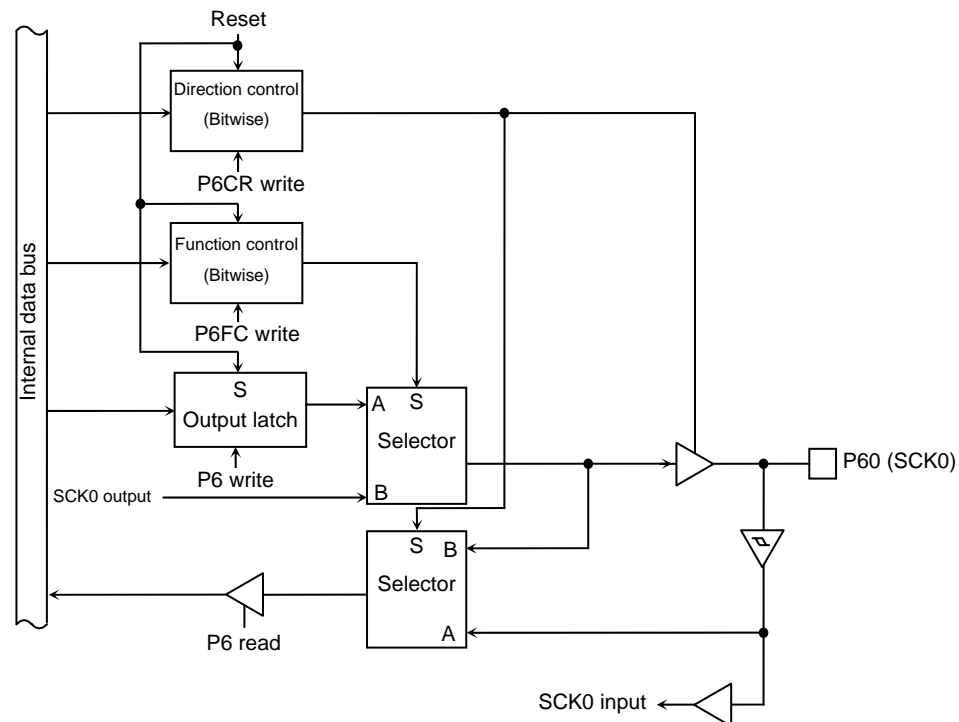 Reset
Direction control
(Bitwise)
P6CR write
Function control
(Bitwise)
P6FC write
Internal data bus
S
Output latch
P6 write
SCK0 output
A
S
Selector
B
P60 (SCK0)
S
B
Selector
A
P6 read
SCK0 input